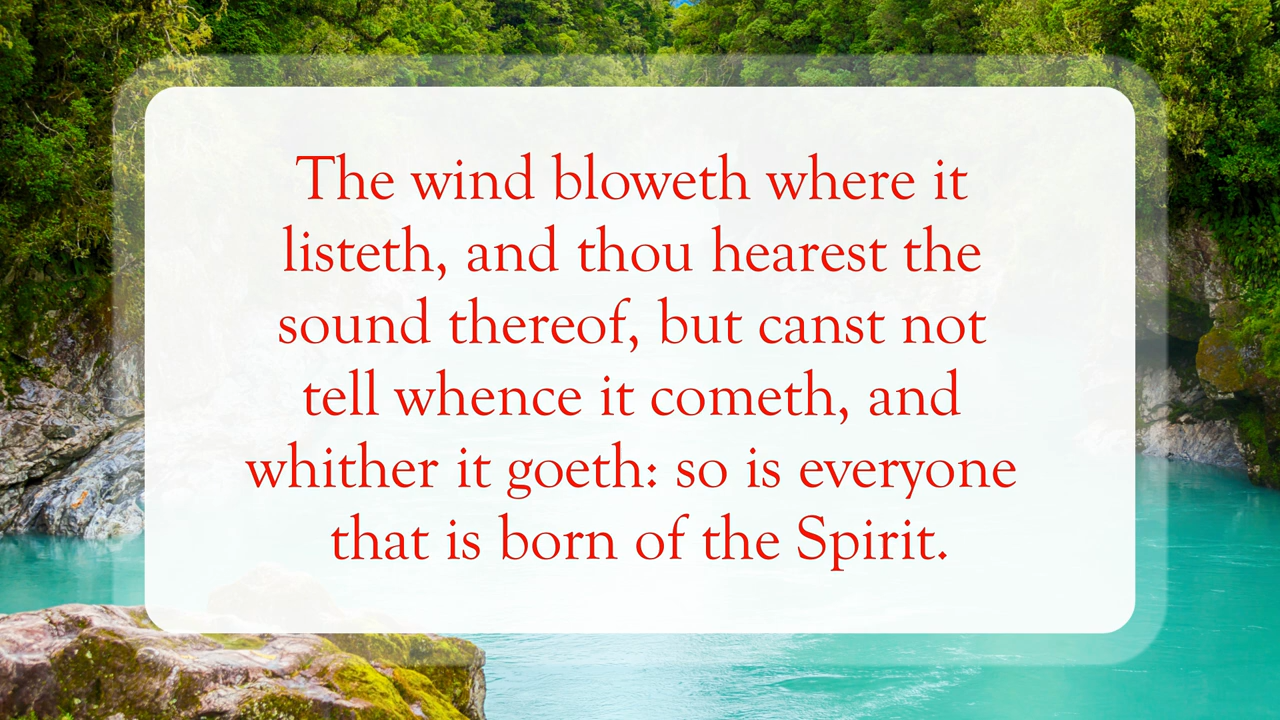 The wind bloweth where it
listeth, and thou hearest the
sound thereof, but canst not
tell whence it cometh, and
whither it goeth: so is everyone
that is born of the Spirit.